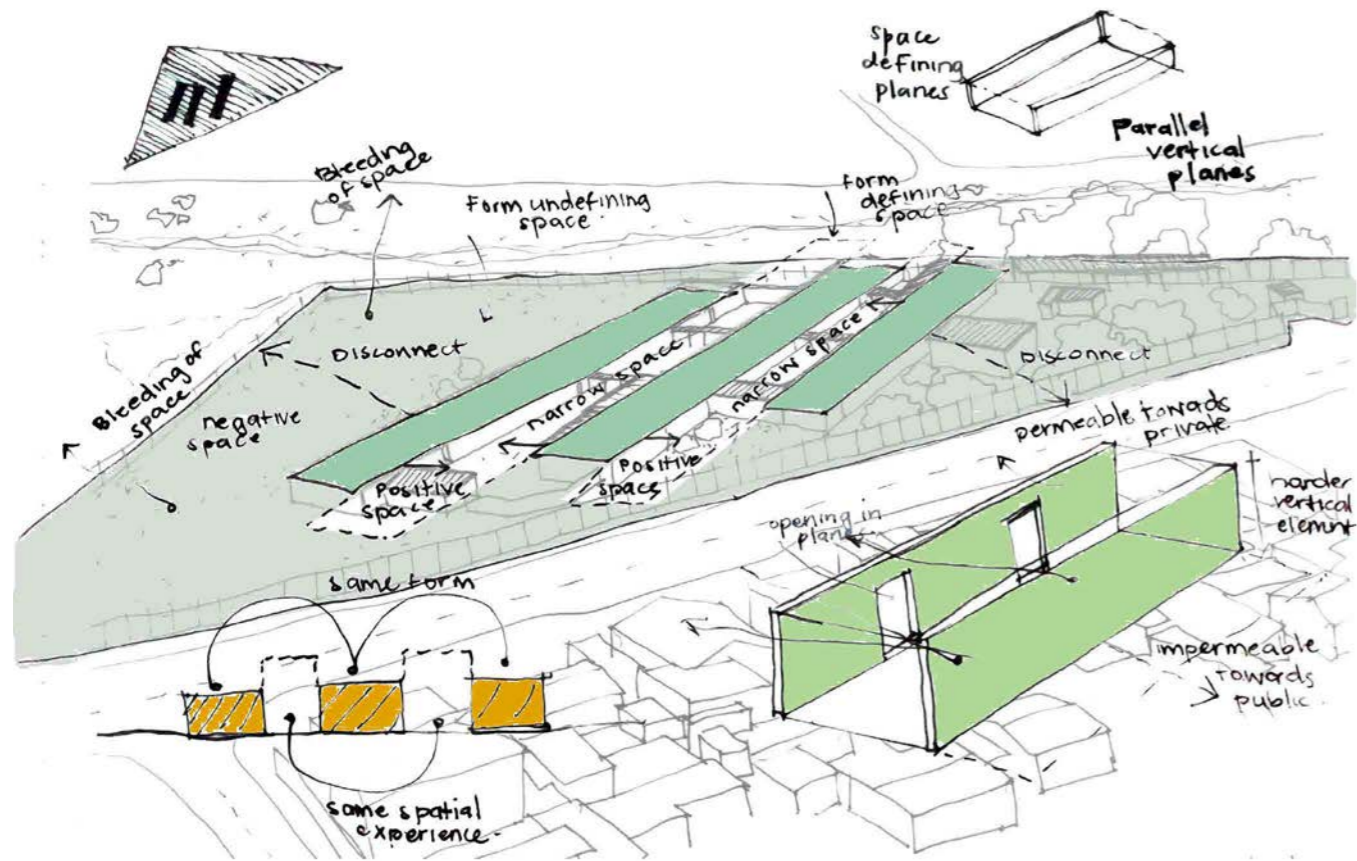 space
defining
planes
Parallel
vertical
planes
Bleeding
of space
Form undefining
space
form
defining
space
Disconnect
Bleeding of
space
negative
space
narrow space
narrow space
Disconnect
Positive
space
Positive
space
permeable towards
private
harder
vertical
elemnt
opening in
plane
same form
impermeable
towards
public
same spatial
experience